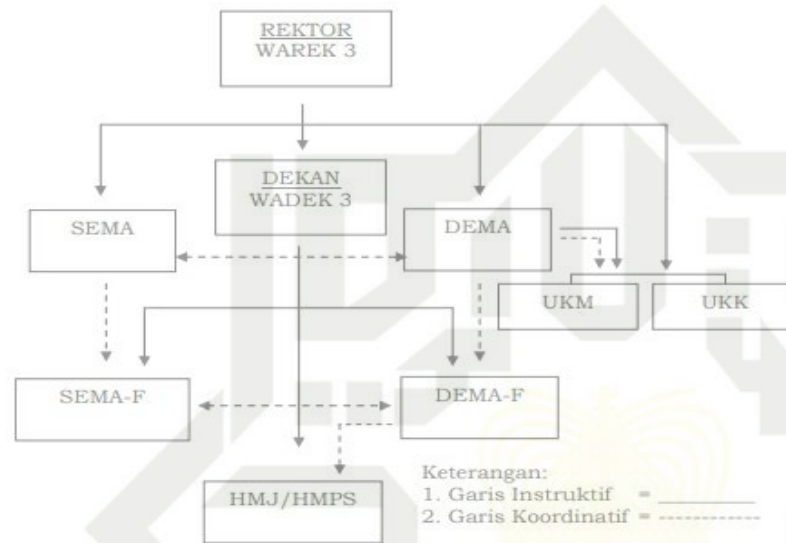 REKTOR
WAREK 3
DEKAN
WADEK 3
SEMA
DEMA
UKM
UKK
SEMA-F
DEMA-F
HMJ/HMPS
Keterangan:
1. Garis Instruktif = ___________
2. Garis Koordinatif = ---------------